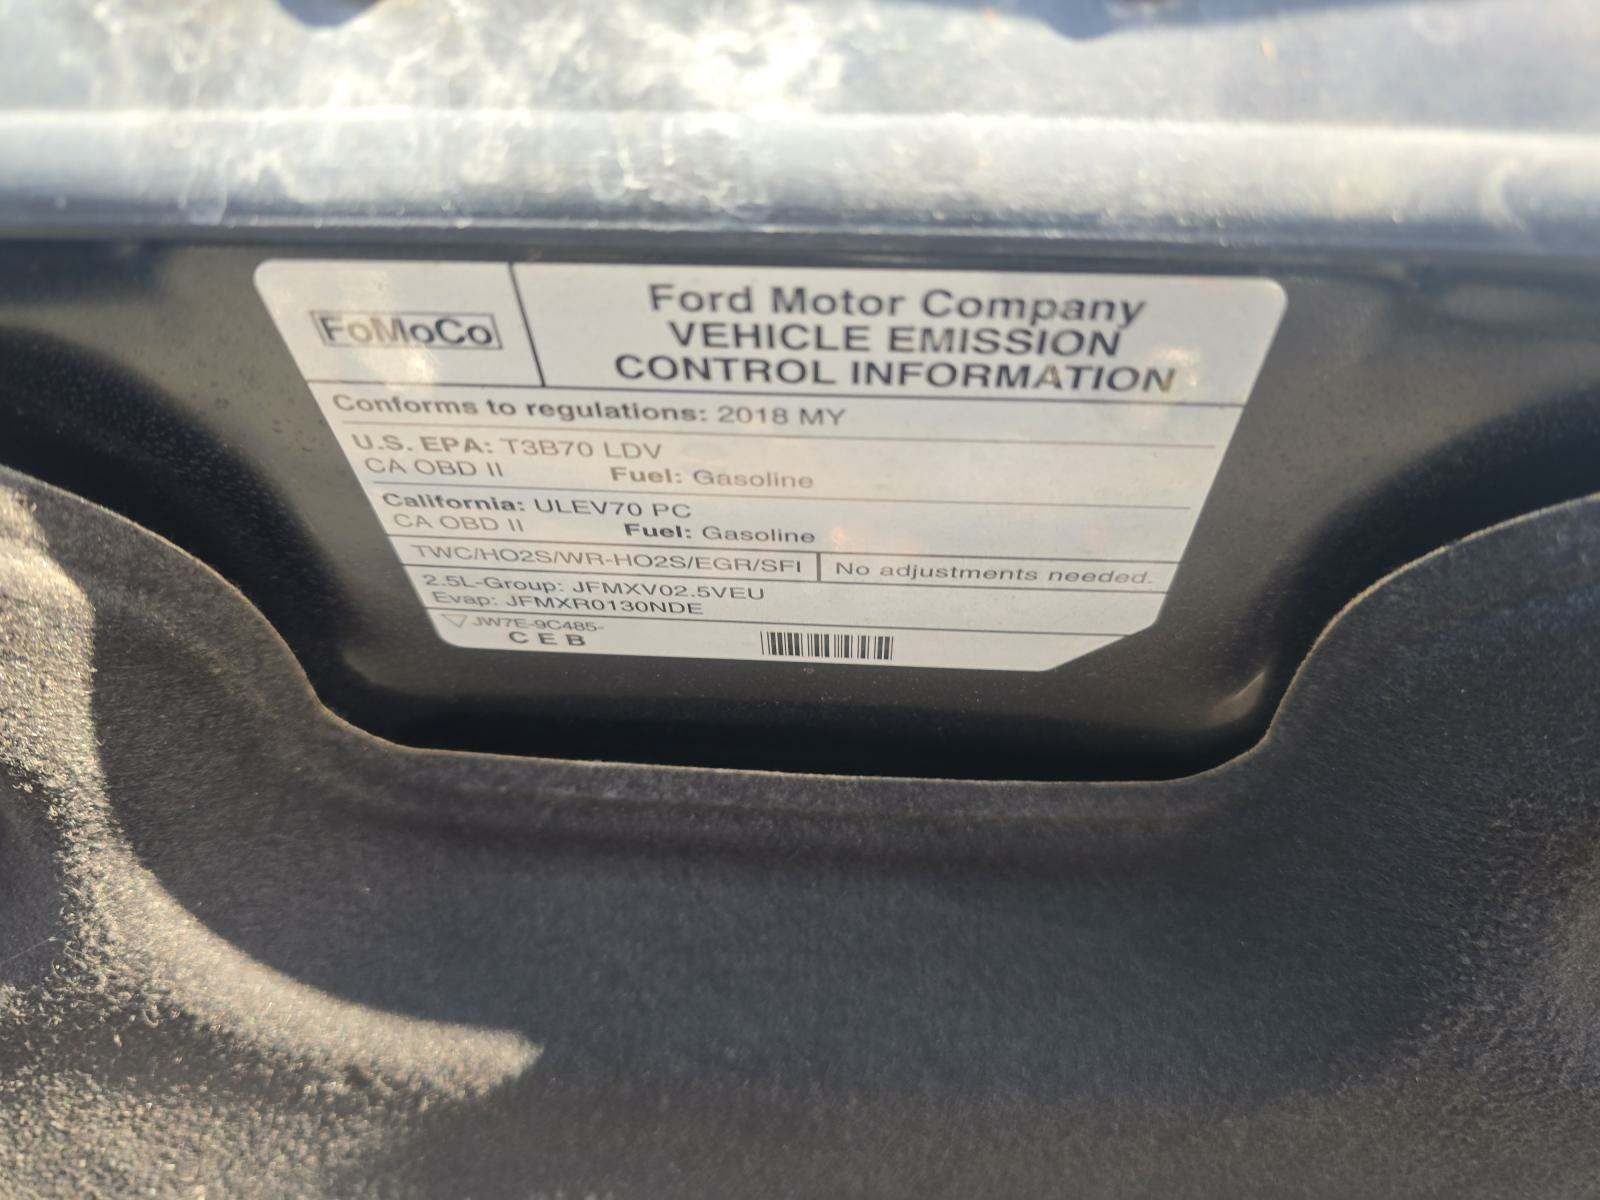 FoMoCo
Ford Motor Company
VEHICLE EMISSION
CONTROL INFORMATION
Conforms to regulations: 2018 MY
U.S. EPA: T3B70 LDV
CA OBD II Fuel: Gasoline
California: ULEV70 PC
CA OBD II Fuel: Gasoline
TWC/HO2S/WR-HO2S/EGR/SFI No adjustments needed.
2.5L-Group: JFMXV02.5VEU
Evap: JFMXR0130NDE
JW7E-9C485-
CEB